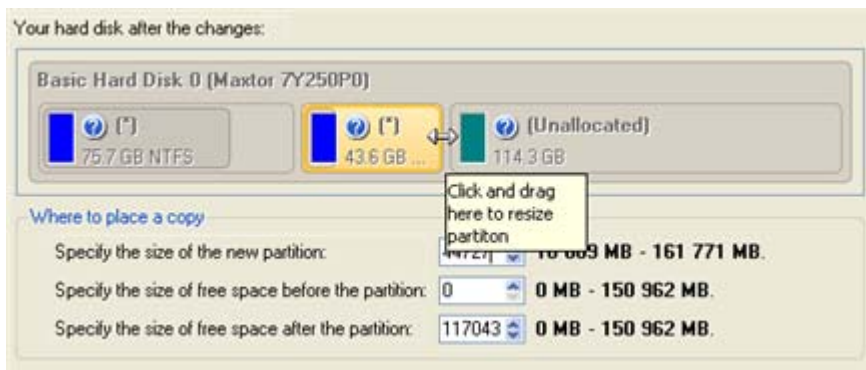 Your hard disk after the changes:
Basic Hard Disk 0 (Maxtor 7Y250P0)
(*)
75.7 GB NTFS
(*)
43.6 GB ...
(Unallocated)
114.3 GB
Click and drag
here to resize
partiton
Where to place a copy
Specify the size of the new partition: 44727 MB - 161 771 MB.
Specify the size of free space before the partition: 0 0 MB - 150 962 MB.
Specify the size of free space after the partition: 117043 0 MB - 150 962 MB.